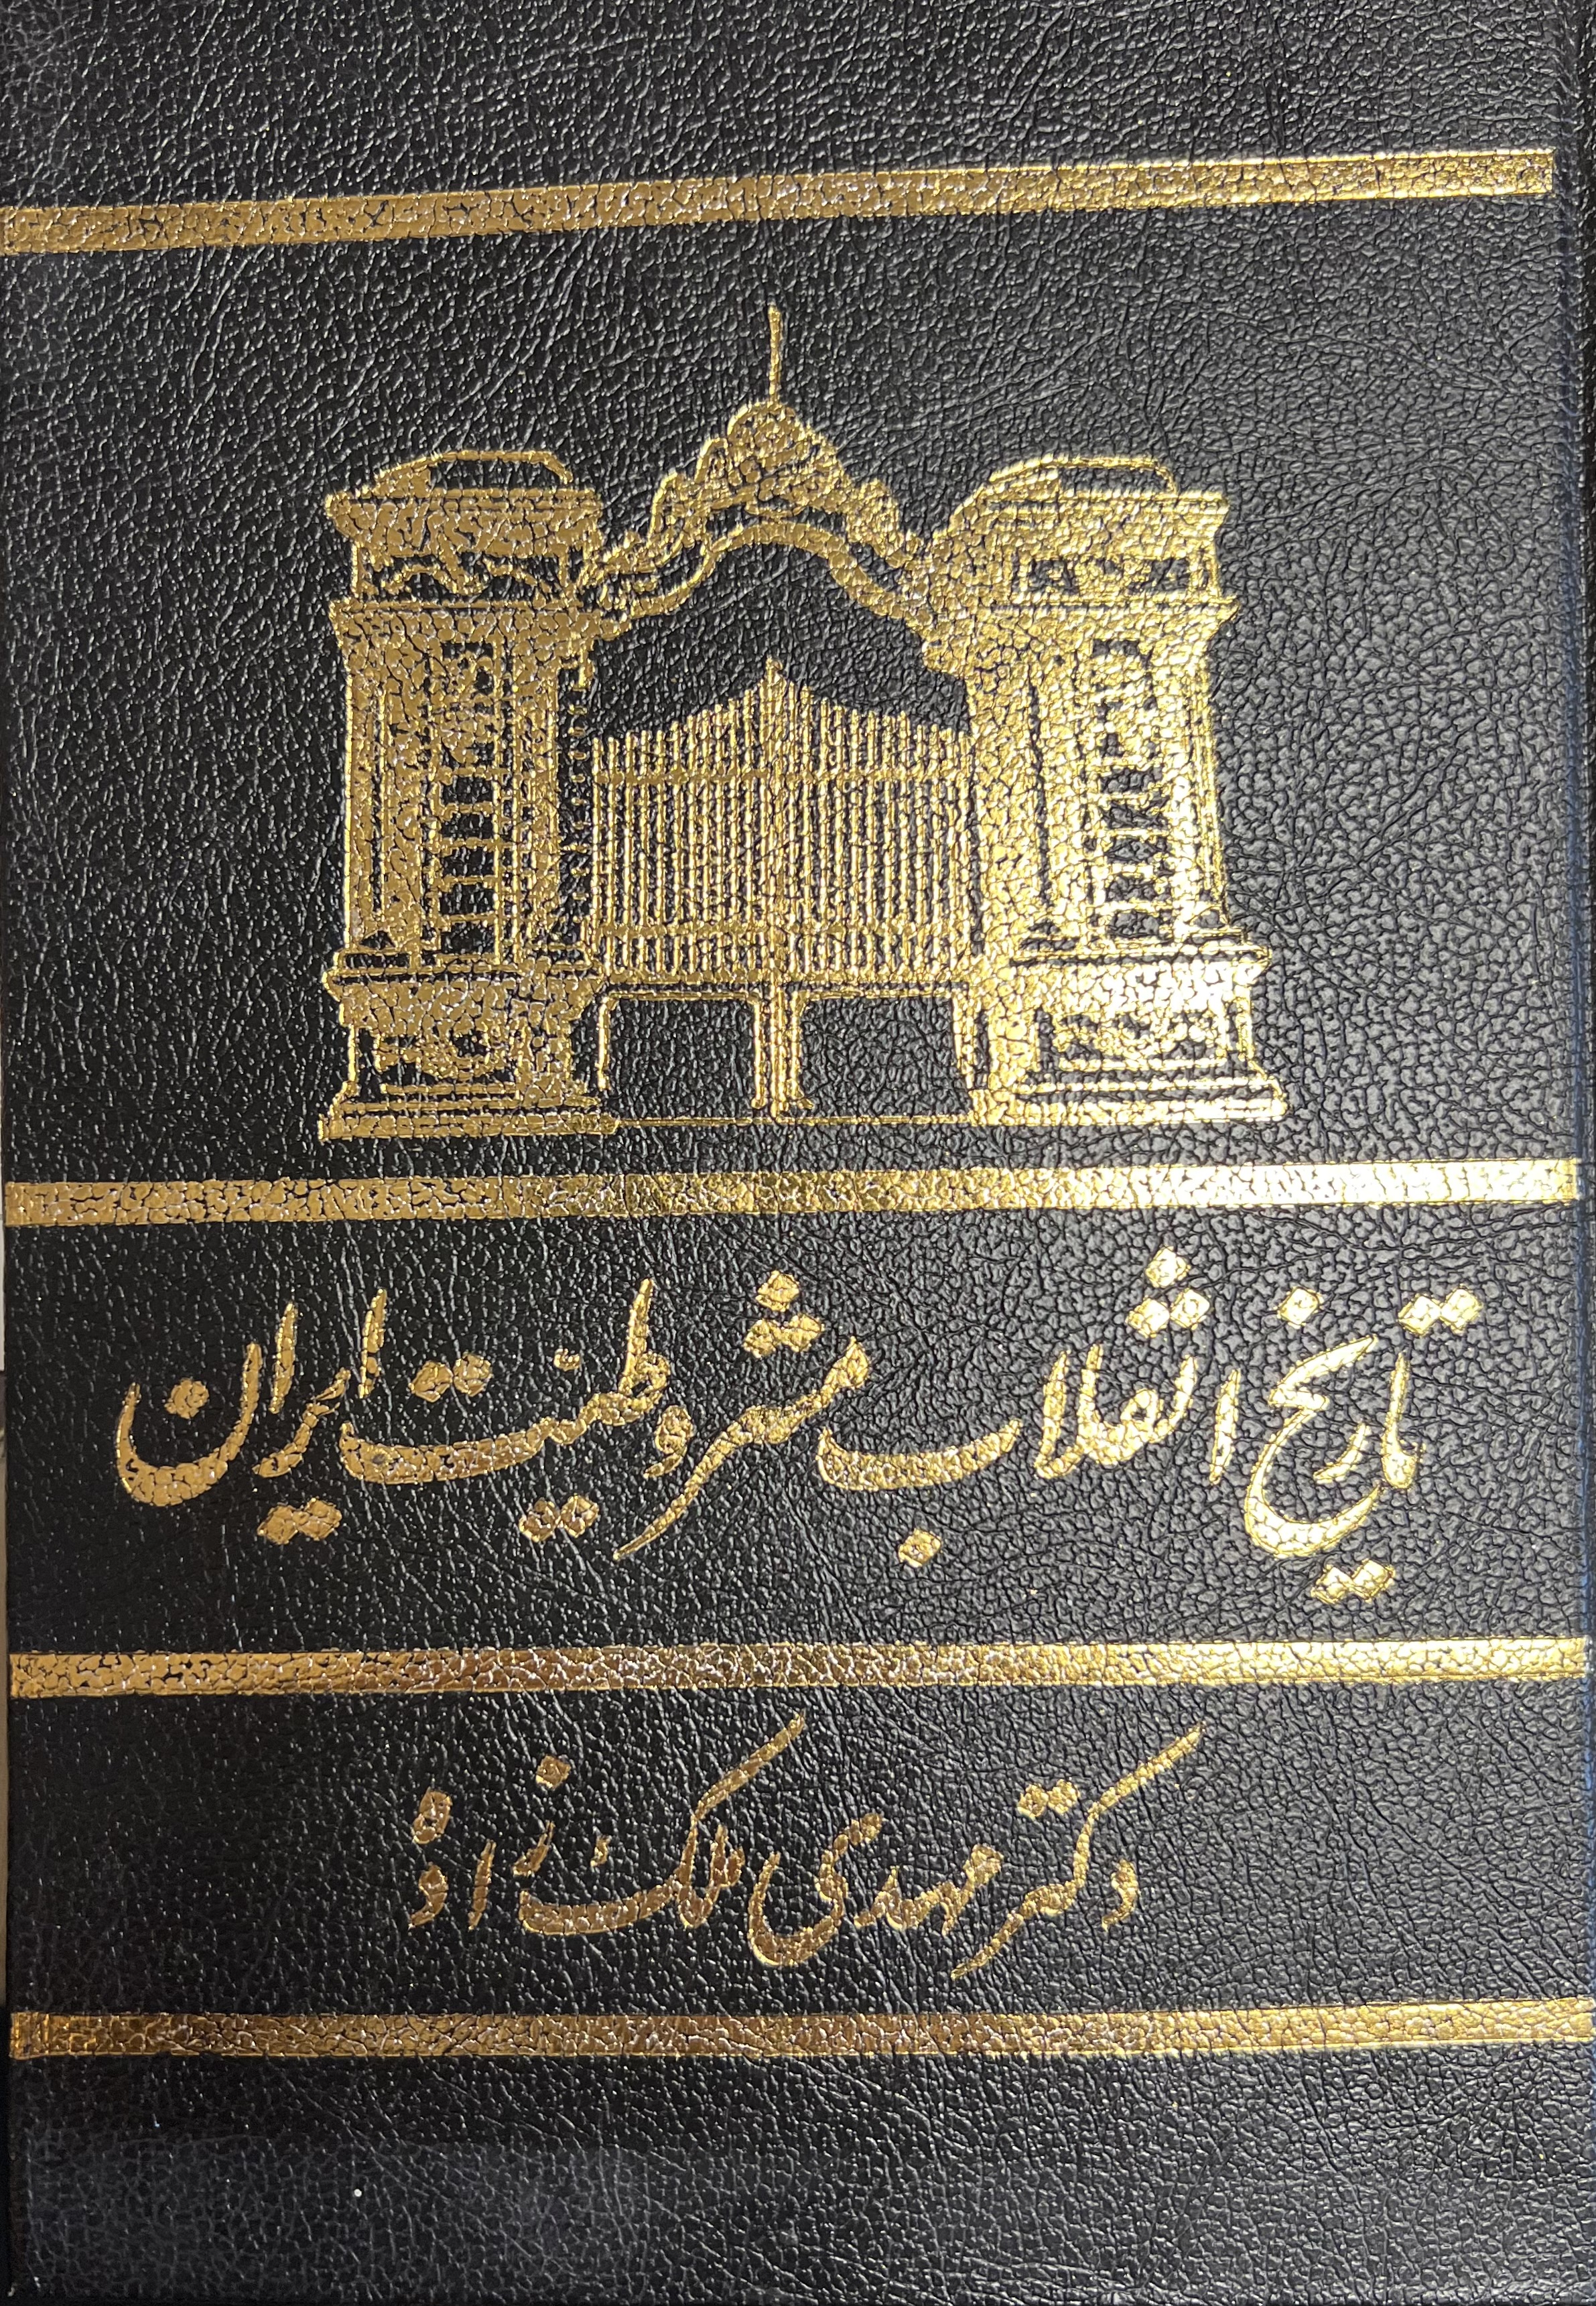 تاریخ انقلاب مشروطیت ایران
دکتر مهدی ملک‌زاده